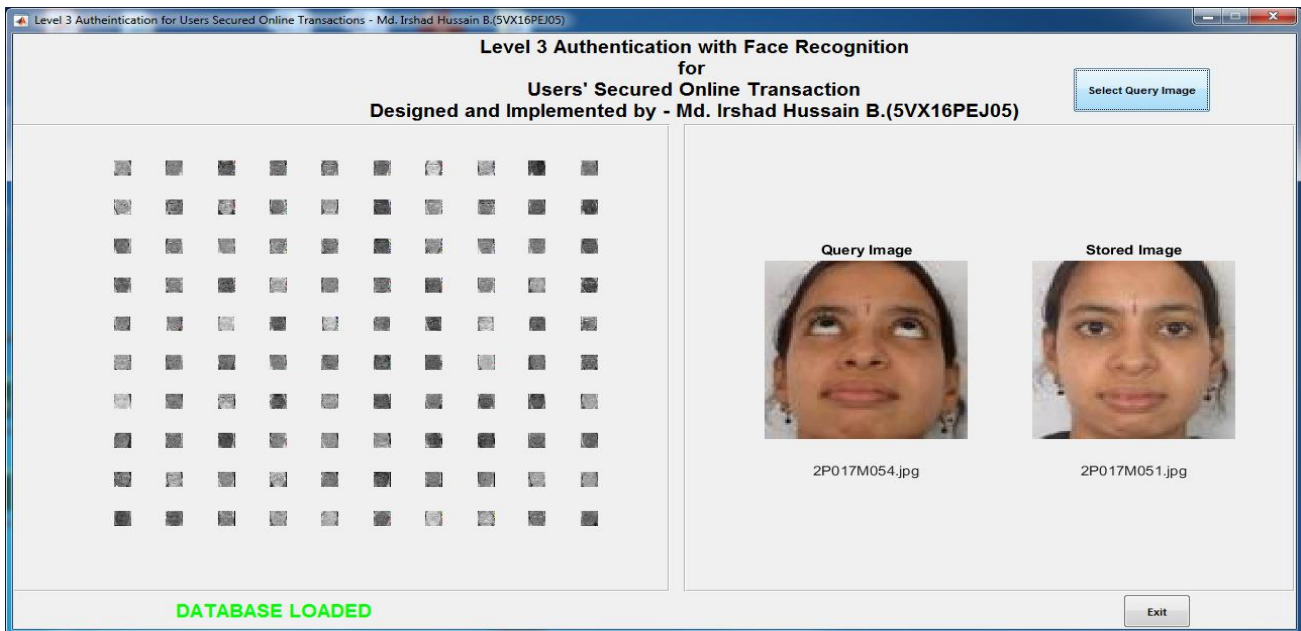 Level 3 Autheintication for Users Secured Online Transactions - Md. Irshad Hussain B.(5VX16PEJ05)
Level 3 Authentication with Face Recognition
for
Users' Secured Online Transaction
Designed and Implemented by - Md. Irshad Hussain B.(5VX16PEJ05)
Select Query Image
Query Image
Stored Image
2P017M054.jpg
2P017M051.jpg
DATABASE LOADED
Exit